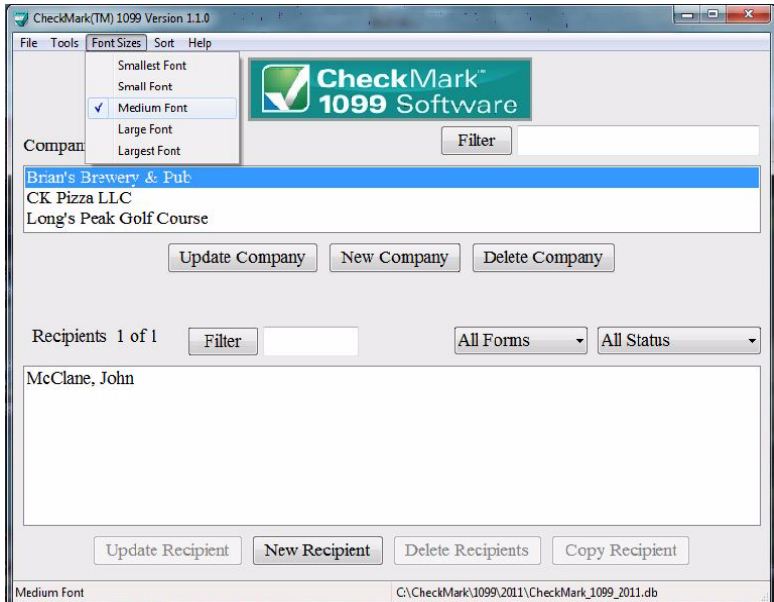 CheckMark(TM) 1099 Version 1.1.0
File Tools Font Sizes Sort Help
Smallest Font
Small Font
✓ Medium Font
Large Font
Largest Font
CheckMark™
1099 Software
Filter
Brian's Brewery & Pub
CK Pizza LLC
Long's Peak Golf Course
Update Company New Company Delete Company
Recipients 1 of 1 Filter All Forms All Status
McClane, John
Update Recipient New Recipient Delete Recipients Copy Recipient
Medium Font C:\CheckMark\1099\2011\CheckMark_1099_2011.db